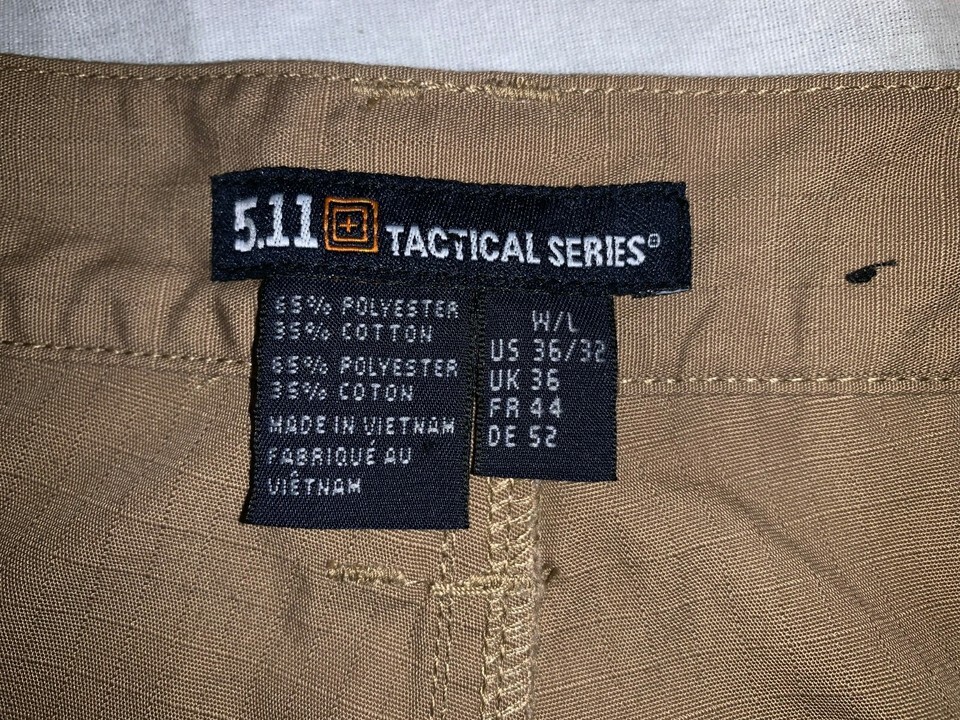 5.11 TACTICAL SERIES®
65% POLYESTER
35% COTTON
65% POLYESTER
35% COTON
MADE IN VIETNAM
FABRIQUÉ AU
VIÊTNAM
W/L
US 36/32
UK 36
FR 44
DE 52